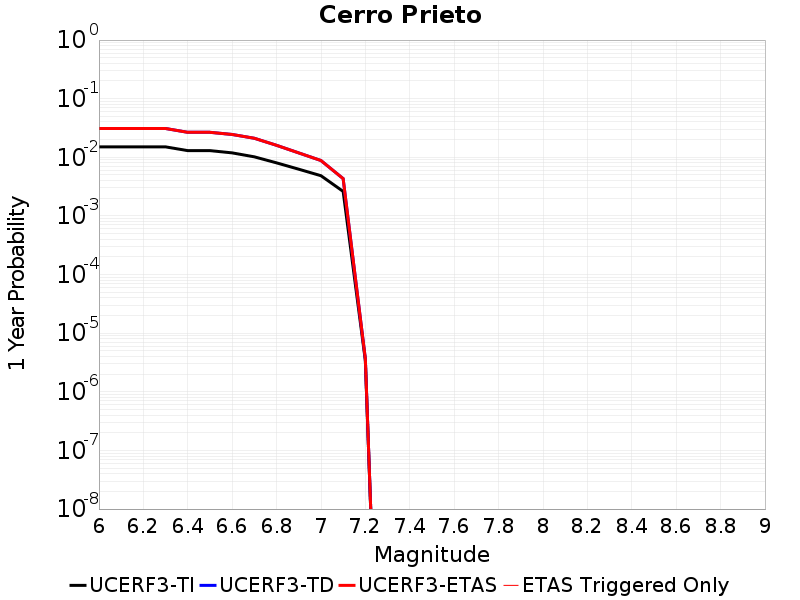 Cerro Prieto
10^0
10^-1
10^-2
10^-3
10^-4
10^-5
10^-6
10^-7
10^-8
1 Year Probability
6 6.2 6.4 6.6 6.8 7 7.2 7.4 7.6 7.8 8 8.2 8.4 8.6 8.8 9
Magnitude
UCERF3-TI UCERF3-TD UCERF3-ETAS ETAS Triggered Only